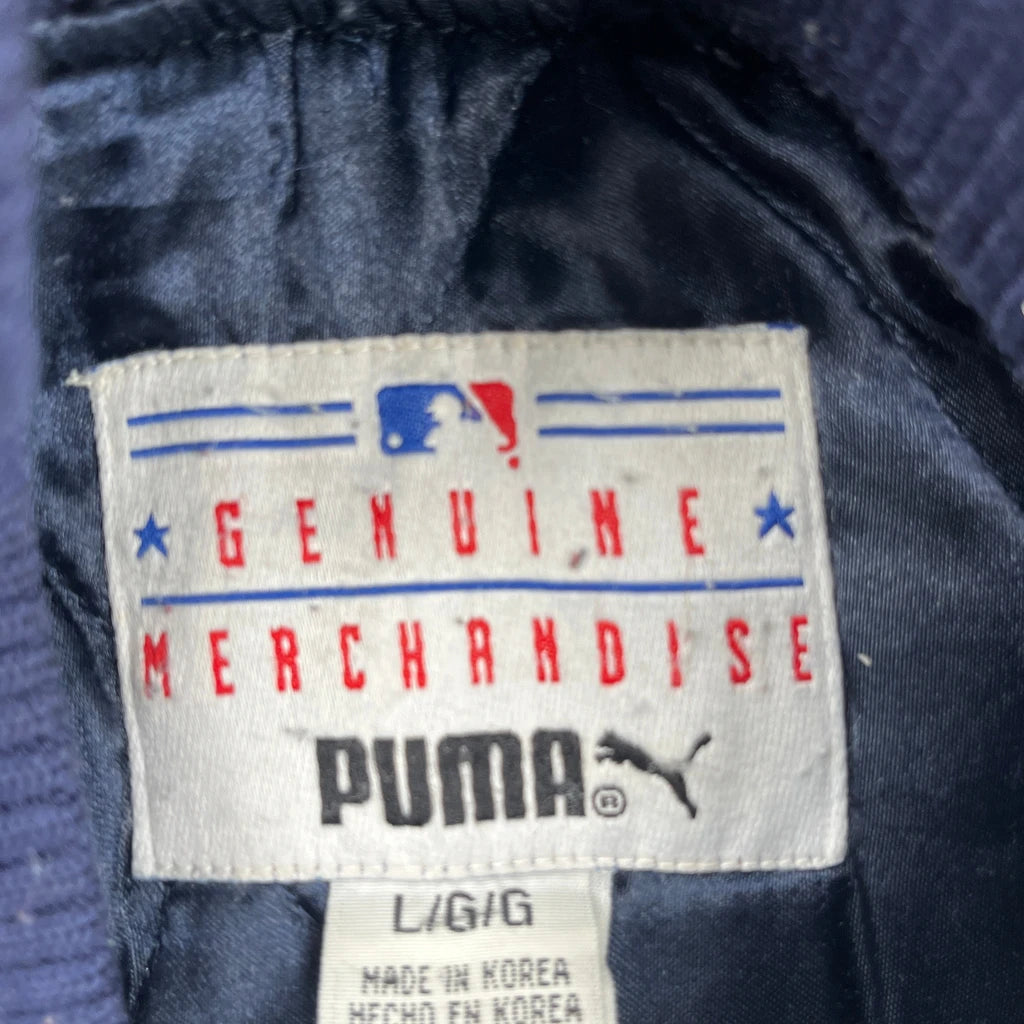 GENUINE
MERCHANDISE
PUMA®
L/G/G
MADE IN KOREA
HECHO EN KOREA